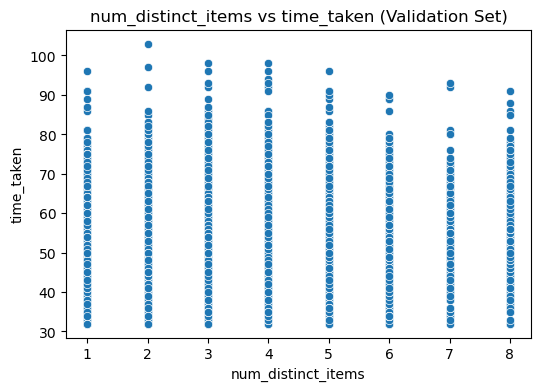 num_distinct_items vs time_taken (Validation Set)
time_taken
100
90
80
70
60
50
40
30
1 2 3 4 5 6 7 8
num_distinct_items